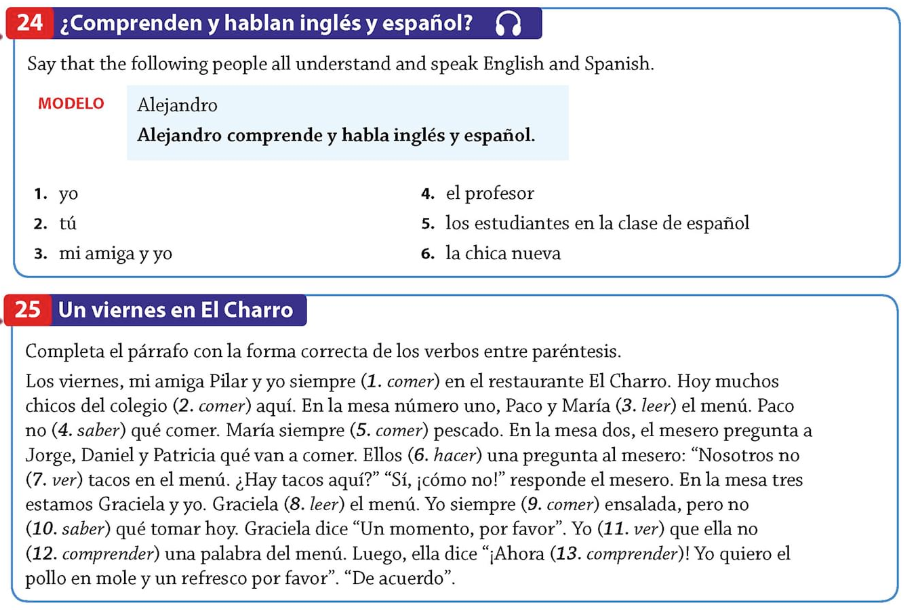 24 ¿Comprenden y hablan inglés y español?
Say that the following people all understand and speak English and Spanish.
MODELO Alejandro
Alejandro comprende y habla inglés y español.
1. yo
2. tú
3. mi amiga y yo
4. el profesor
5. los estudiantes en la clase de español
6. la chica nueva
25 Un viernes en El Charro
Completa el párrafo con la forma correcta de los verbos entre paréntesis.
Los viernes, mi amiga Pilar y yo siempre (1. comer) en el restaurante El Charro. Hoy muchos
chicos del colegio (2. comer) aquí. En la mesa número uno, Paco y María (3. leer) el menú. Paco
no (4. saber) qué comer. María siempre (5. comer) pescado. En la mesa dos, el mesero pregunta a
Jorge, Daniel y Patricia qué van a comer. Ellos (6. hacer) una pregunta al mesero: “Nosotros no
(7. ver) tacos en el menú. ¿Hay tacos aquí?” “Sí, ¡cómo no!” responde el mesero. En la mesa tres
estamos Graciela y yo. Graciela (8. leer) el menú. Yo siempre (9. comer) ensalada, pero no
(10. saber) qué tomar hoy. Graciela dice “Un momento, por favor”. Yo (11. ver) que ella no
(12. comprender) una palabra del menú. Luego, ella dice “¡Ahora (13. comprender)! Yo quiero el
pollo en mole y un refresco por favor”. “De acuerdo”.